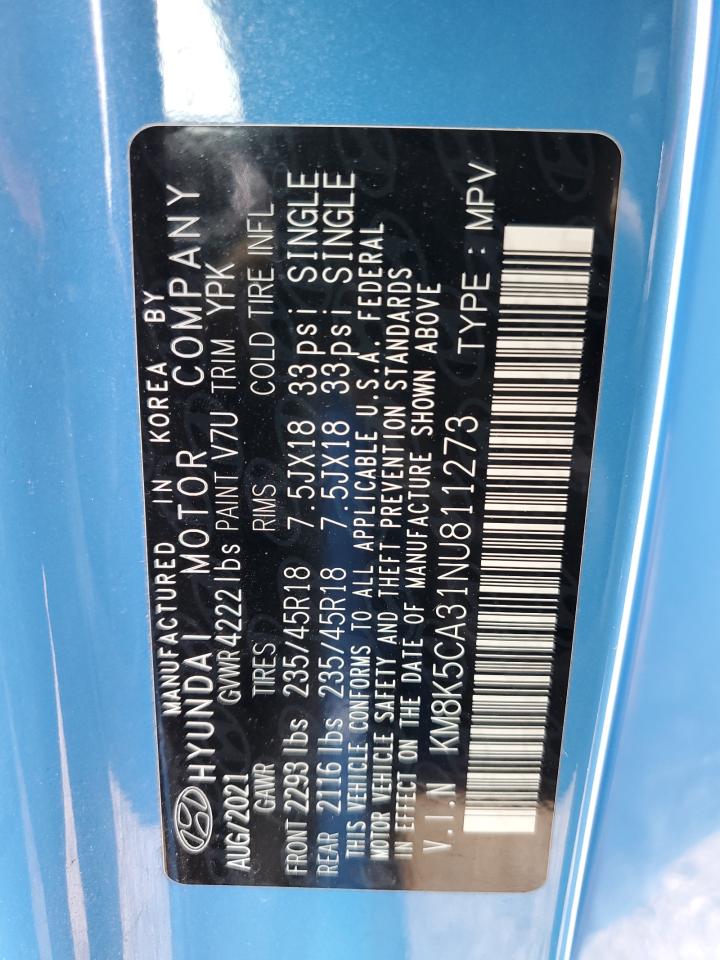 MANUFACTURED IN KOREA BY
HYUNDAI MOTOR COMPANY
AUG/2021 GVWR 4222 lbs PAINT V7U TRIM YPK
GAWR TIRES RIMS COLD TIRE INFL
FRONT 2293 lbs 235/45R18 7.5JX18 33psi SINGLE
REAR 2116 lbs 235/45R18 7.5JX18 33psi SINGLE
THIS VEHICLE CONFORMS TO ALL APPLICABLE U.S.A. FEDERAL
MOTOR VEHICLE SAFETY AND THEFT PREVENTION STANDARDS
IN EFFECT ON THE DATE OF MANUFACTURE SHOWN ABOVE
V.I.N KM8K5CA31NU811273 TYPE : MPV